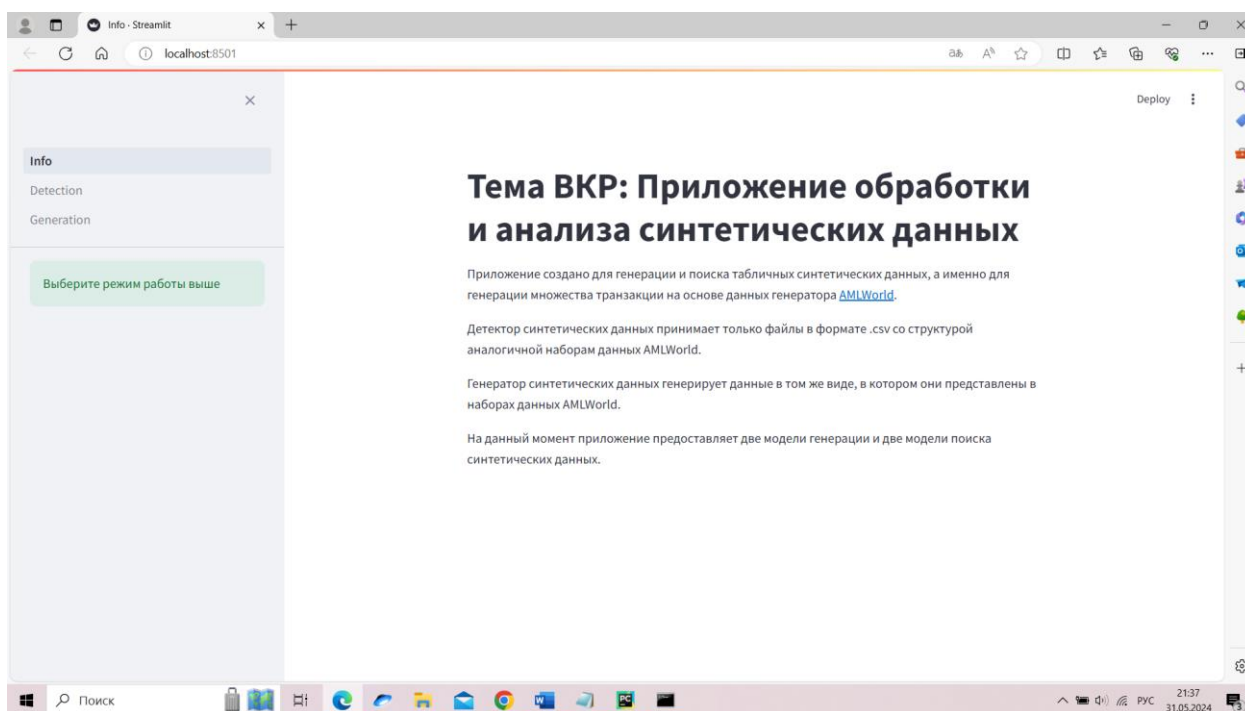 Info · Streamlit
localhost:8501
Deploy
Info
Detection
Generation
Выберите режим работы выше
Тема ВКР: Приложение обработки
и анализа синтетических данных
Приложение создано для генерации и поиска табличных синтетических данных, а именно для
генерации множества транзакции на основе данных генератора AMLWorld.
Детектор синтетических данных принимает только файлы в формате .csv со структурой
аналогичной наборам данных AMLWorld.
Генератор синтетических данных генерирует данные в том же виде, в котором они представлены в
наборах данных AMLWorld.
На данный момент приложение предоставляет две модели генерации и две модели поиска
синтетических данных.
Поиск
РУС
21:37
31.05.2024